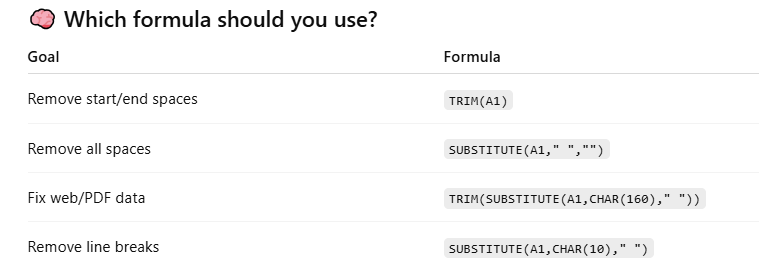 🧠 Which formula should you use?
Goal Formula
Remove start/end spaces TRIM(A1)
Remove all spaces SUBSTITUTE(A1," ","")
Fix web/PDF data TRIM(SUBSTITUTE(A1,CHAR(160)," "))
Remove line breaks SUBSTITUTE(A1,CHAR(10)," ")